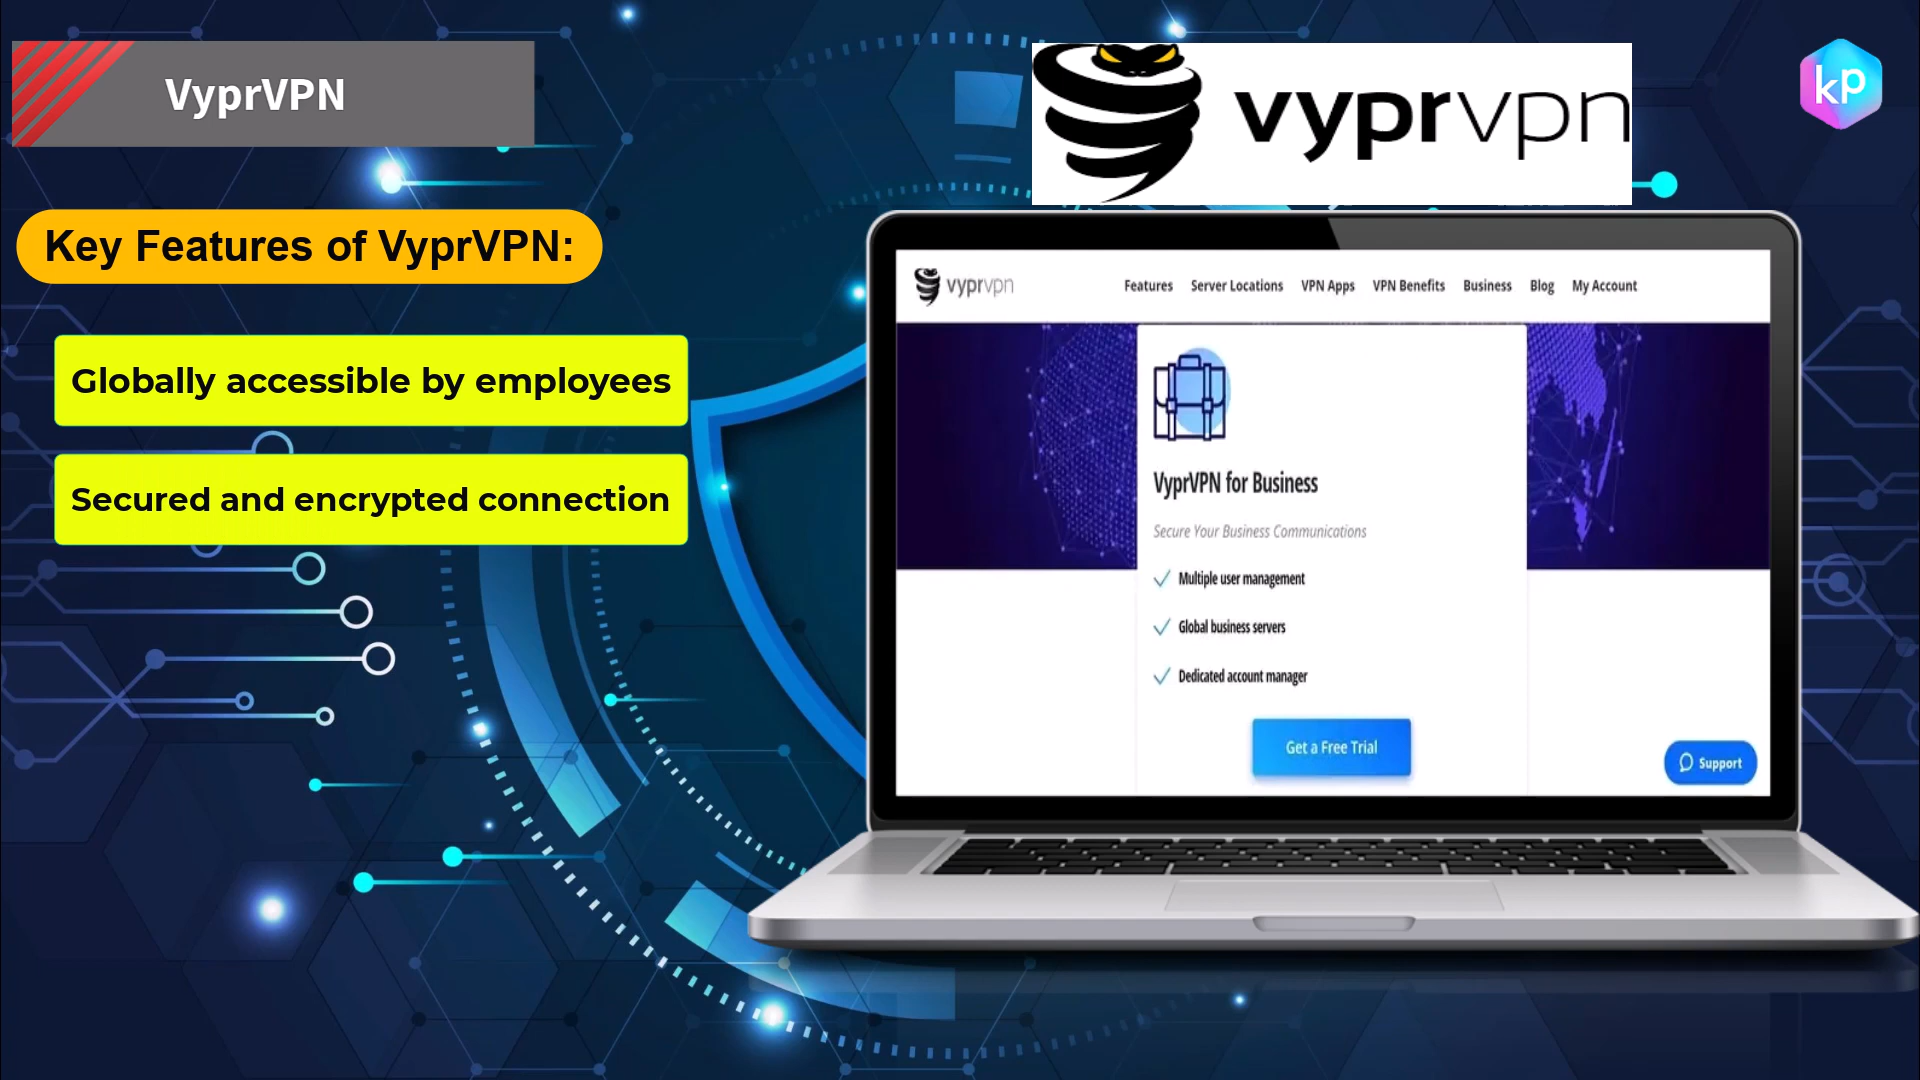 VyprVPN
vyprvpn
kp
Key Features of VyprVPN:
Globally accessible by employees
Secured and encrypted connection
vyprvpn
Features Server Locations VPN Apps VPN Benefits Business Blog My Account
VyprVPN for Business
Secure Your Business Communications
Multiple user management
Global business servers
Dedicated account manager
Get a Free Trial
Support